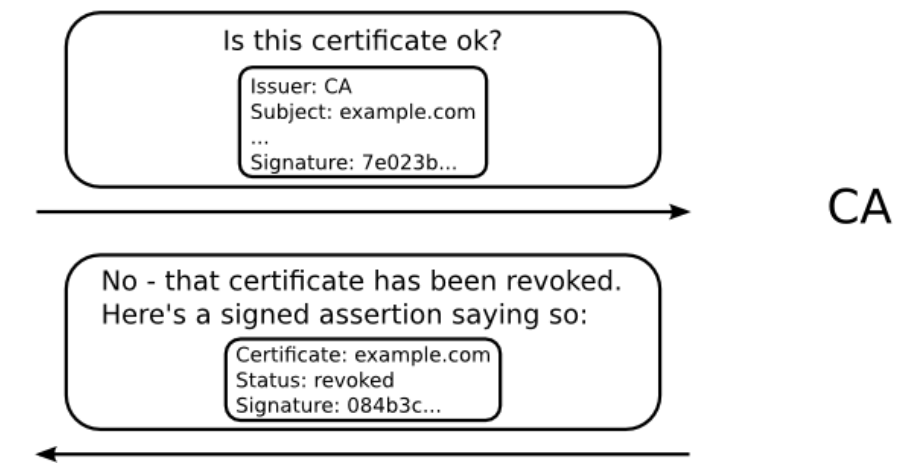 Is this certificate ok?
Issuer: CA
Subject: example.com
...
Signature: 7e023b...
CA
No - that certificate has been revoked.
Here's a signed assertion saying so:
Certificate: example.com
Status: revoked
Signature: 084b3c...